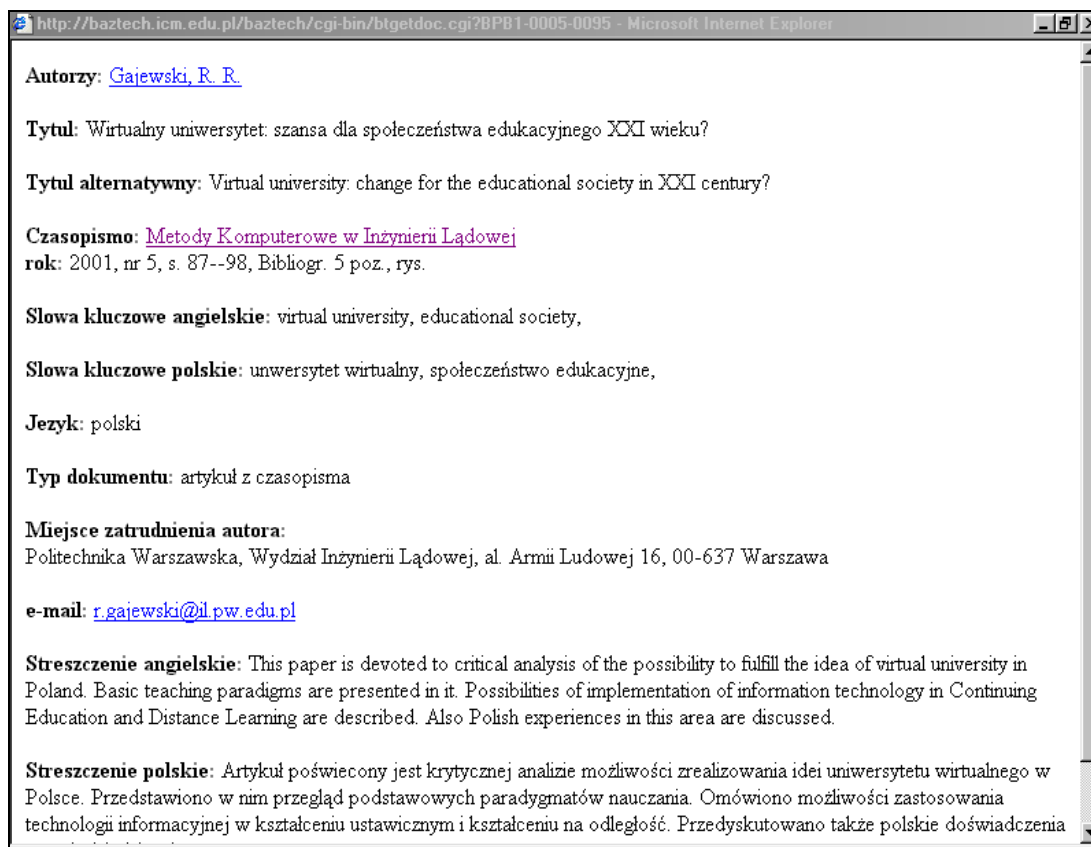 http://baztech.icm.edu.pl/baztech/cgi-bin/btgetdoc.cgi?BPB1-0005-0095 - Microsoft Internet Explorer
Autorzy: Gajewski, R. R.
Tytul: Wirtualny uniwersytet: szansa dla społeczeństwa edukacyjnego XXI wieku?
Tytul alternatywny: Virtual university: change for the educational society in XXI century?
Czasopismo: Metody Komputerowe w Inżynierii Lądowej
rok: 2001, nr 5, s. 87--98, Bibliogr. 5 poz., rys.
Slowa kluczowe angielskie: virtual university, educational society,
Slowa kluczowe polskie: unwersytet wirtualny, społeczeństwo edukacyjne,
Jezyk: polski
Typ dokumentu: artykuł z czasopisma
Miejsce zatrudnienia autora:
Politechnika Warszawska, Wydział Inżynierii Lądowej, al. Armii Ludowej 16, 00-637 Warszawa
e-mail: r.gajewski@il.pw.edu.pl
Streszczenie angielskie: This paper is devoted to critical analysis of the possibility to fulfill the idea of virtual university in
Poland. Basic teaching paradigms are presented in it. Possibilities of implementation of information technology in Continuing
Education and Distance Learning are described. Also Polish experiences in this area are discussed.
Streszczenie polskie: Artykuł poświecony jest krytycznej analizie możliwości zrealizowania idei uniwersytetu wirtualnego w
Polsce. Przedstawiono w nim przegląd podstawowych paradygmatów nauczania. Omówiono możliwości zastosowania
technologii informacyjnej w kształceniu ustawicznym i kształceniu na odległość. Przedyskutowano także polskie doświadczenia